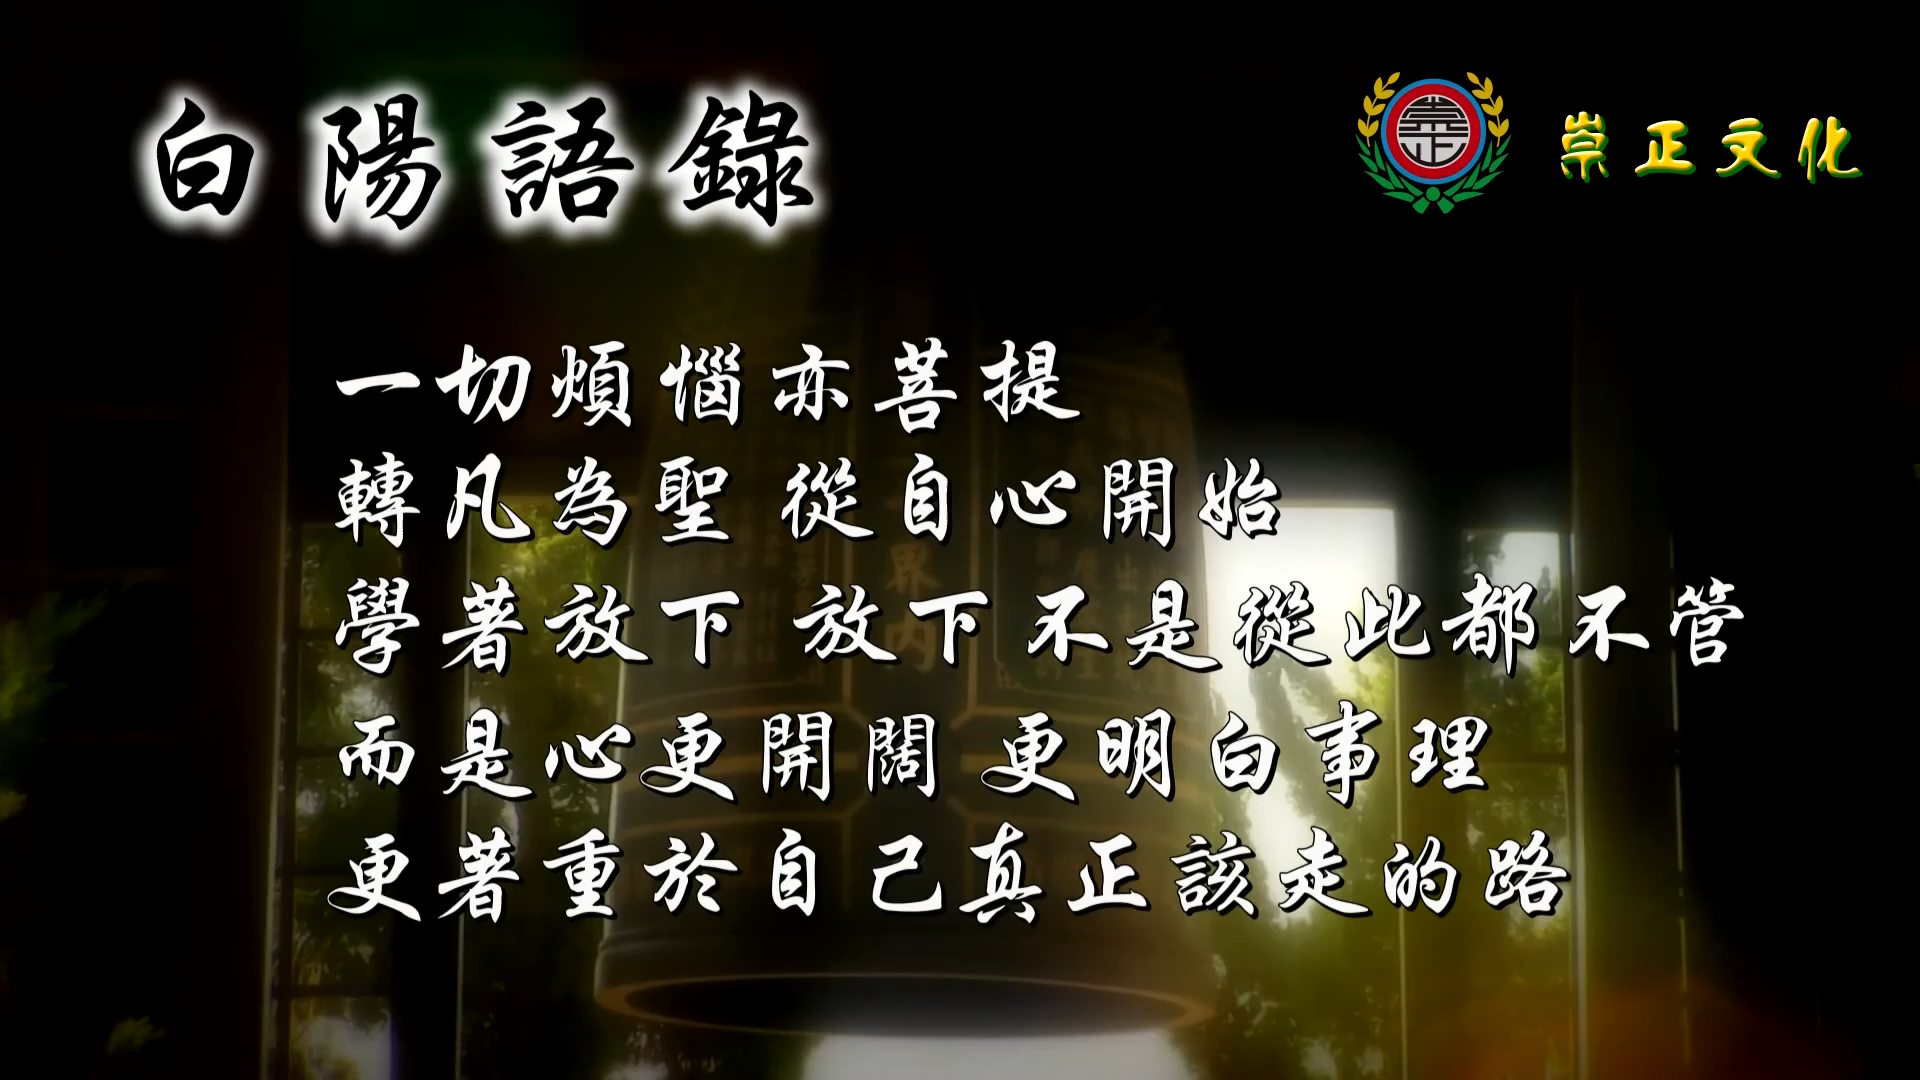 白陽語錄
崇正文化
一切煩惱亦菩提
轉凡為聖 從自心開始
學著放下 放下不是從此都不管
而是心更開闊 更明白事理
更著重於自己真正該走的路